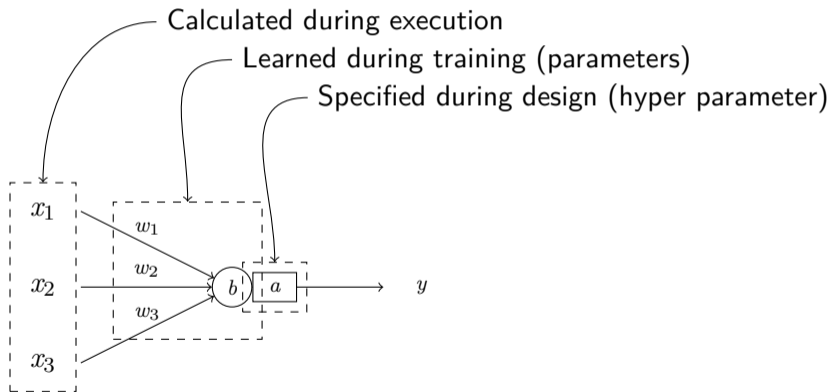 Calculated during execution
Learned during training (parameters)
Specified during design (hyper parameter)
x₁
w₁
x₂
w₂
b
a
y
w₃
x₃